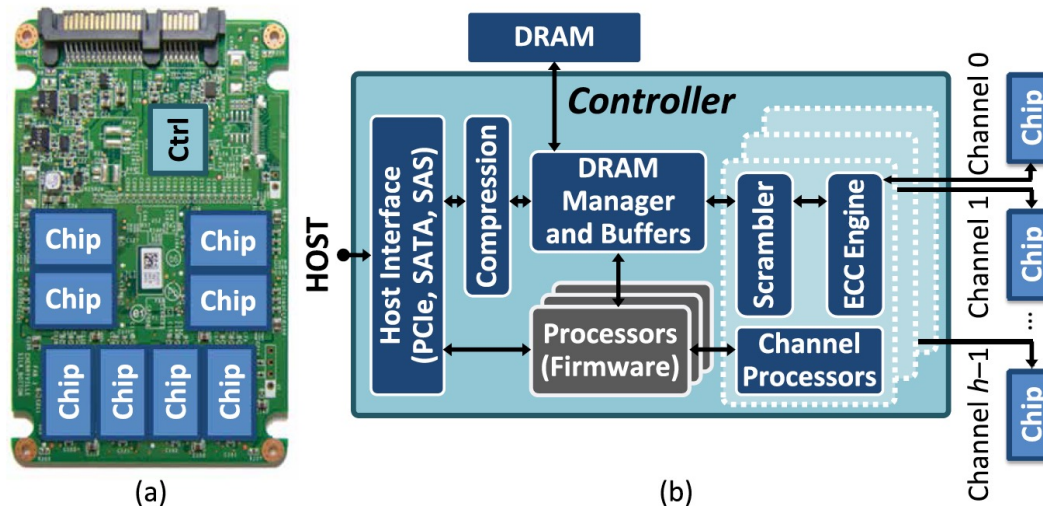 Ctrl
Chip
Chip
Chip
Chip
Chip
Chip
Chip
Chip
(a)
DRAM
Controller
HOST
Host Interface
(PCIe, SATA, SAS)
Compression
DRAM
Manager
and Buffers
Processors
(Firmware)
Scrambler
ECC Engine
Channel
Processors
Channel 0
Chip
Channel 1
Chip
...
Channel h–1
Chip
(b)